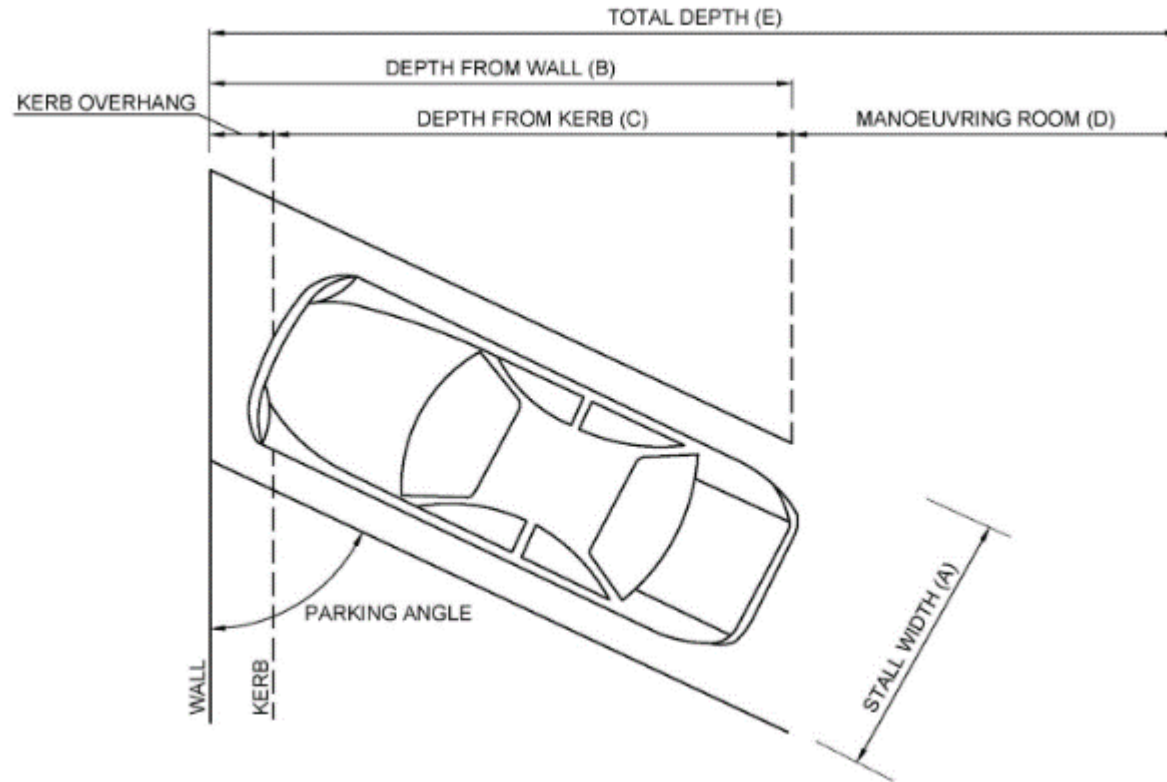 TOTAL DEPTH (E)
DEPTH FROM WALL (B)
KERB OVERHANG
DEPTH FROM KERB (C)
MANOEUVRING ROOM (D)
PARKING ANGLE
STALL WIDTH (A)
WALL
KERB